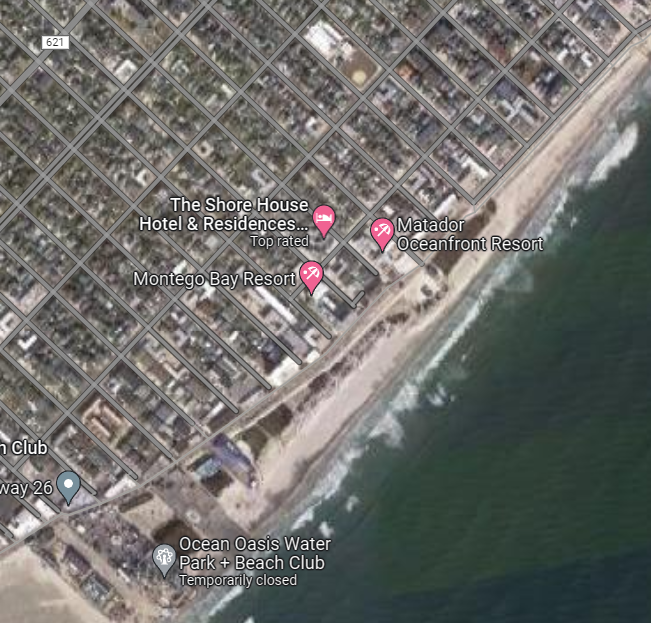 621
The Shore House
Hotel & Residences...
Top rated
Matador
Oceanfront Resort
Montego Bay Resort
n Club
way 26
Ocean Oasis Water
Park + Beach Club
Temporarily closed